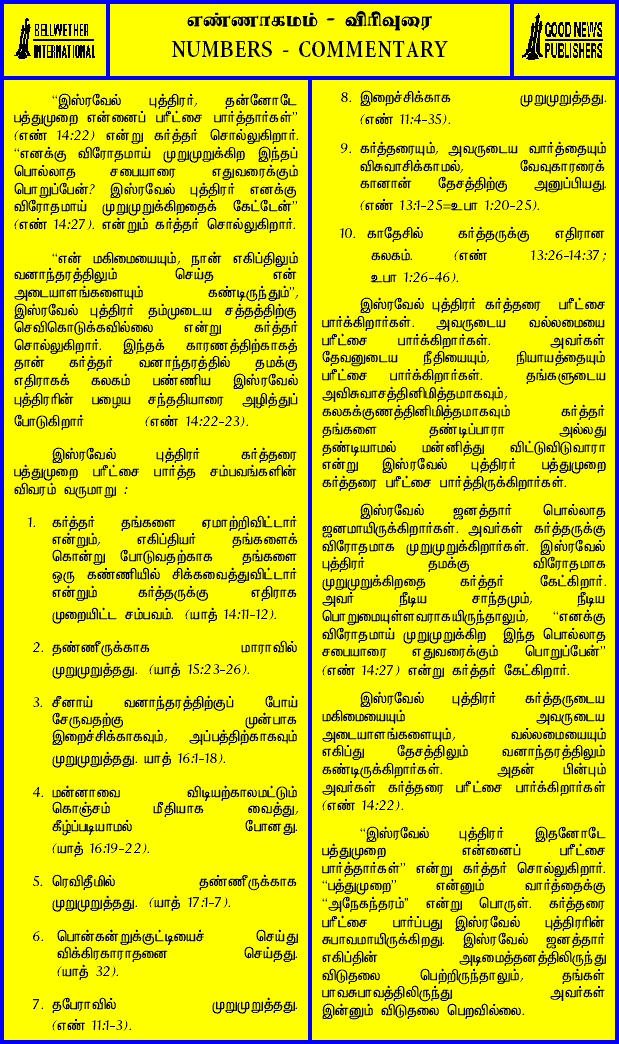 எண்ணாகமம் - விரிவுரை
BELLWETHER
INTERNATIONAL
NUMBERS - COMMENTARY
GOOD NEWS
PUBLISHERS
“இஸ்ரவேல் புத்திரர், தன்னோடே
பத்துமுறை என்னைப் பரீட்சை பார்த்தார்கள்”
(எண் 14:22) என்று கர்த்தர் சொல்லுகிறார்.
“எனக்கு விரோதமாய் முறுமுறுக்கிற இந்தப்
பொல்லாத சபையாரை எதுவரைக்கும்
பொறுப்பேன்? இஸ்ரவேல் புத்திரர் எனக்கு
விரோதமாய் முறுமுறுக்கிறதைக் கேட்டேன்”
(எண் 14:27). என்றும் கர்த்தர் சொல்லுகிறார்.
“என் மகிமையையும், நான் எகிப்திலும்
வனாந்தரத்திலும் செய்த என்
அடையாளங்களையும் கண்டிருந்தும்”,
இஸ்ரவேல் புத்திரர் தம்முடைய சத்தத்திற்கு
செவிகொடுக்கவில்லை என்று கர்த்தர்
சொல்லுகிறார். இந்தக் காரணத்திற்காகத்
தான் கர்த்தர் வனாந்தரத்தில் தமக்கு
எதிராகக் கலகம் பண்ணிய இஸ்ரவேல்
புத்திரரின் பழைய சந்ததியாரை அழித்துப்
போடுகிறார் (எண் 14:22-23).
இஸ்ரவேல் புத்திரர் கர்த்தரை
பத்துமுறை பரீட்சை பார்த்த சம்பவங்களின்
விவரம் வருமாறு :
1. கர்த்தர் தங்களை ஏமாற்றிவிட்டார்
என்றும், எகிப்தியர் தங்களைக்
கொன்று போடுவதற்காக தங்களை
ஒரு கண்ணியில் சிக்கவைத்துவிட்டார்
என்றும் கர்த்தருக்கு எதிராக
முறையிட்ட சம்பவம். (யாத் 14:11-12).
2. தண்ணீருக்காக மாராவில்
முறுமுறுத்தது. (யாத் 15:23-26).
3. சீனாய் வனாந்தரத்திற்குப் போய்
சேருவதற்கு முன்பாக
இறைச்சிக்காகவும், அப்பத்திற்காகவும்
முறுமுறுத்தது. யாத் 16:1-18).
4. மன்னாவை விடியற்காலமட்டும்
கொஞ்சம் மீதியாக வைத்து,
கீழ்ப்படியாமல் போனது.
(யாத் 16:19-22).
5. ரெவிதீமில் தண்ணீருக்காக
முறுமுறுத்தது. (யாத் 17:1-7).
6. பொன்கன்றுக்குட்டியைச் செய்து
விக்கிரகாராதனை செய்தது.
(யாத் 32).
7. தபேராவில் முறுமுறுத்தது.
(எண் 11:1-3).
8. இறைச்சிக்காக முறுமுறுத்தது.
(எண் 11:4-35).
9. கர்த்தரையும், அவருடைய வார்த்தையும்
விசுவாசிக்காமல், வேவுகாரரைக்
கானான் தேசத்திற்கு அனுப்பியது.
(எண் 13:1-25=உபா 1:20-25).
10. காதேசில் கர்த்தருக்கு எதிரான
கலகம். (எண் 13:26-14:37;
உபா 1:26-46).
இஸ்ரவேல் புத்திரர் கர்த்தரை பரீட்சை
பார்க்கிறார்கள். அவருடைய வல்லமையை
பரீட்சை பார்க்கிறார்கள். அவர்கள்
தேவனுடைய நீதியையும், நியாயத்தையும்
பரீட்சை பார்க்கிறார்கள். தங்களுடைய
அவிசுவாசத்தினிமித்தமாகவும்,
கலகக்குணத்தினிமித்தமாகவும் கர்த்தர்
தங்களை தண்டிப்பாரா அல்லது
தண்டியாமல் மன்னித்து விட்டுவிடுவாரா
என்று இஸ்ரவேல் புத்திரர் பத்துமுறை
கர்த்தரை பரீட்சை பார்த்திருக்கிறார்கள்.
இஸ்ரவேல் ஜனத்தார் பொல்லாத
ஜனமாயிருக்கிறார்கள். அவர்கள் கர்த்தருக்கு
விரோதமாக முறுமுறுக்கிறார்கள். இஸ்ரவேல்
புத்திரர் தமக்கு விரோதமாக
முறுமுறுக்கிறதை கர்த்தர் கேட்கிறார்.
அவர் நீடிய சாந்தமும், நீடிய
பொறுமையுள்ளவராகயிருந்தாலும், “எனக்கு
விரோதமாய் முறுமுறுக்கிற இந்த பொல்லாத
சபையாரை எதுவரைக்கும் பொறுப்பேன்”
(எண் 14:27) என்று கர்த்தர் கேட்கிறார்.
இஸ்ரவேல் புத்திரர் கர்த்தருடைய
மகிமையையும் அவருடைய
அடையாளங்களையும், வல்லமையையும்
எகிப்து தேசத்திலும் வனாந்தரத்திலும்
கண்டிருக்கிறார்கள். அதன் பின்பும்
அவர்கள் கர்த்தரை பரீட்சை பார்க்கிறார்கள்
(எண் 14:22).
“இஸ்ரவேல் புத்திரர் இதனோடே
பத்துமுறை என்னைப் பரீட்சை
பார்த்தார்கள்” என்று கர்த்தர் சொல்லுகிறார்.
“பத்துமுறை” என்னும் வார்த்தைக்கு
“அநேகந்தரம்” என்று பொருள். கர்த்தரை
பரீட்சை பார்ப்பது இஸ்ரவேல் புத்திரரின்
சுபாவமாயிருக்கிறது. இஸ்ரவேல் ஜனத்தார்
எகிப்தின் அடிமைத்தனத்திலிருந்து
விடுதலை பெற்றிருந்தாலும், தங்கள்
பாவசுபாவத்திலிருந்து அவர்கள்
இன்னும் விடுதலை பெறவில்லை.